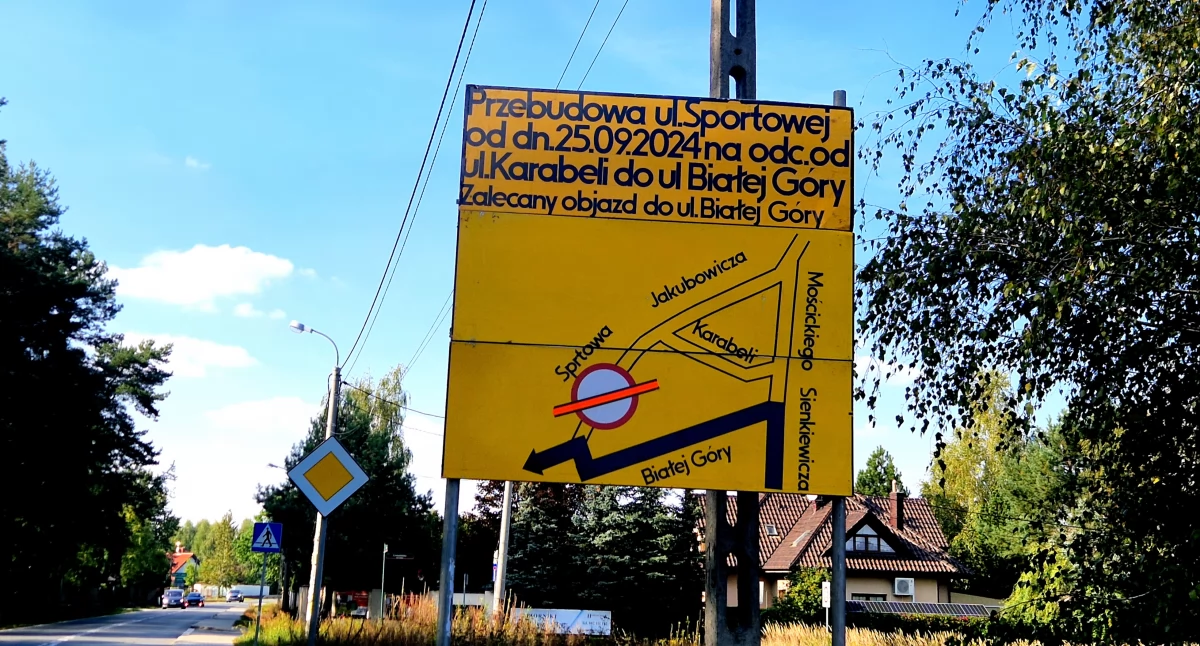 Przebudowa ul.Sportowej
od dn.25.09.2024 na odc.od
ul.Karabeli do ul Białej Góry
Zalecany objazd do ul.Białej Góry
Jakubowicza
Mościckiego
Karabeli
Sprtowa
Sienkiewicza
Białej Góry